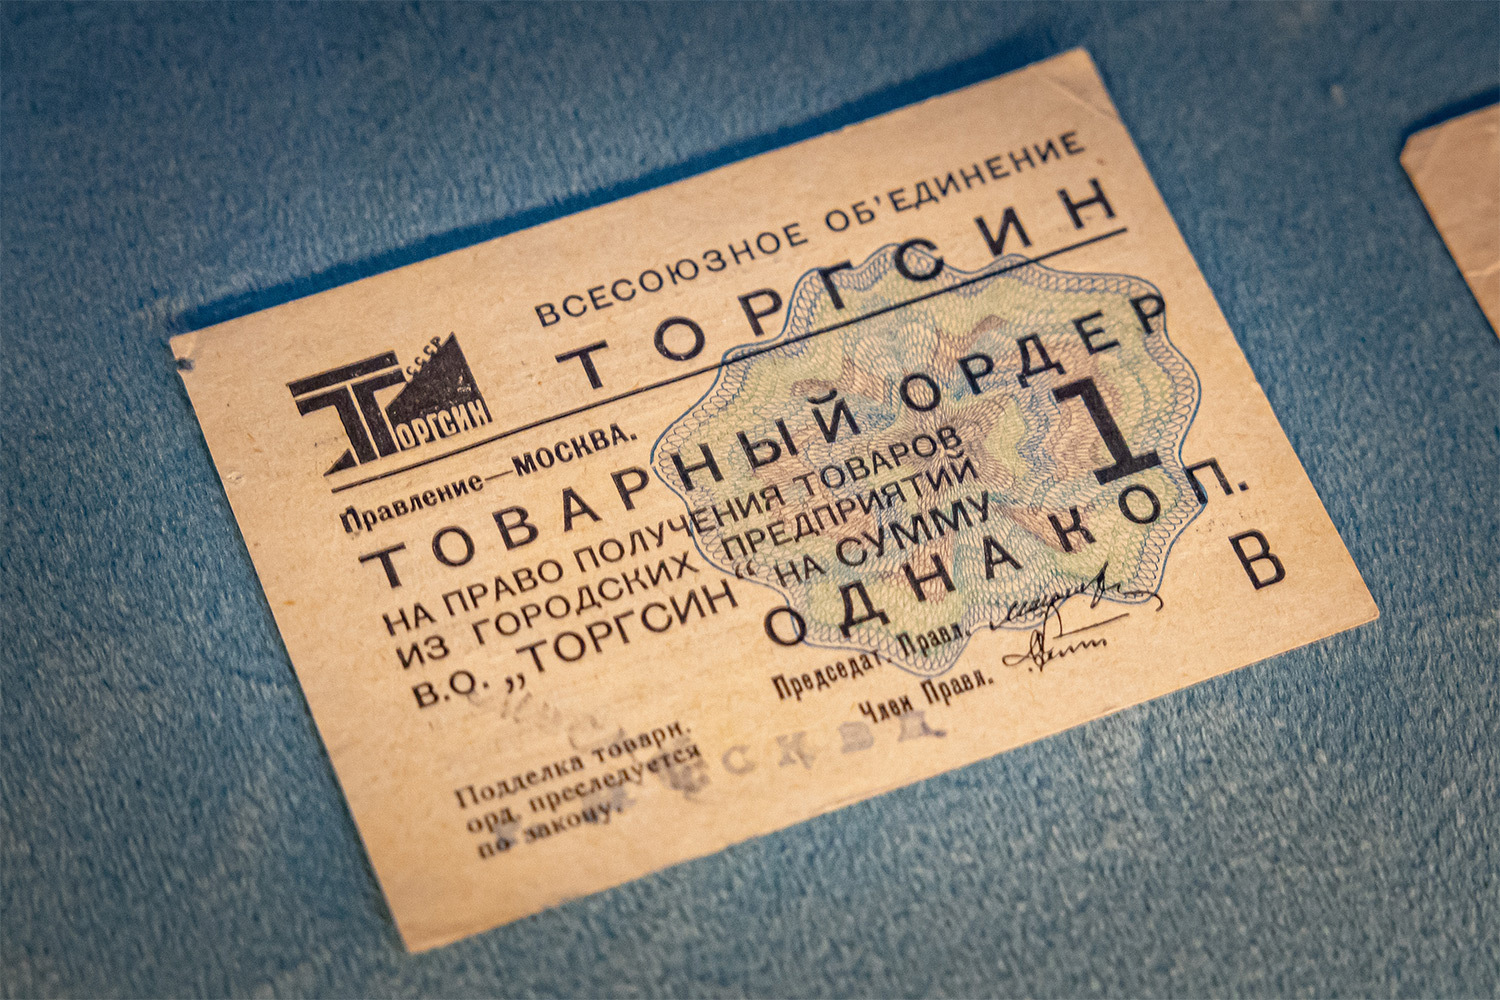 ВСЕСОЮЗНОЕ ОБ'ЕДИНЕНИЕ
ТОРГСИН
СССР
ТОРГСИН
Правление—МОСКВА.
ТОВАРНЫЙ ОРДЕР
НА ПРАВО ПОЛУЧЕНИЯ ТОВАРОВ
ИЗ ГОРОДСКИХ ПРЕДПРИЯТИЙ
В.О. „ТОРГСИН“ НА СУММУ
1
ОДНА КОП.
В
Председат. Правл.
Член Правл.
Подделка товарн.
орд. преследуется
по закону.